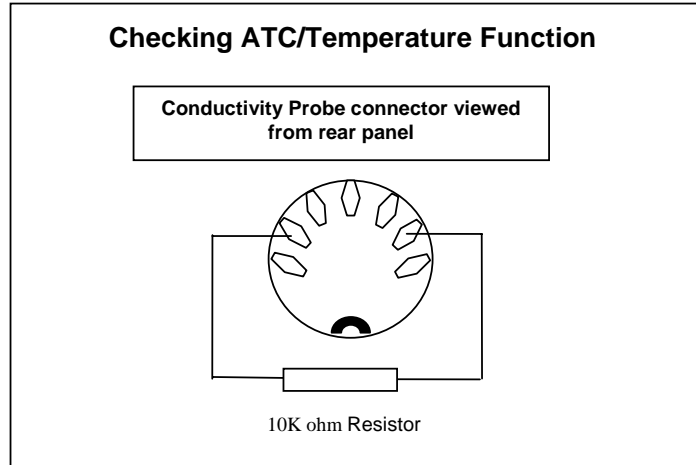 Checking ATC/Temperature Function
Conductivity Probe connector viewed
from rear panel
10K ohm Resistor